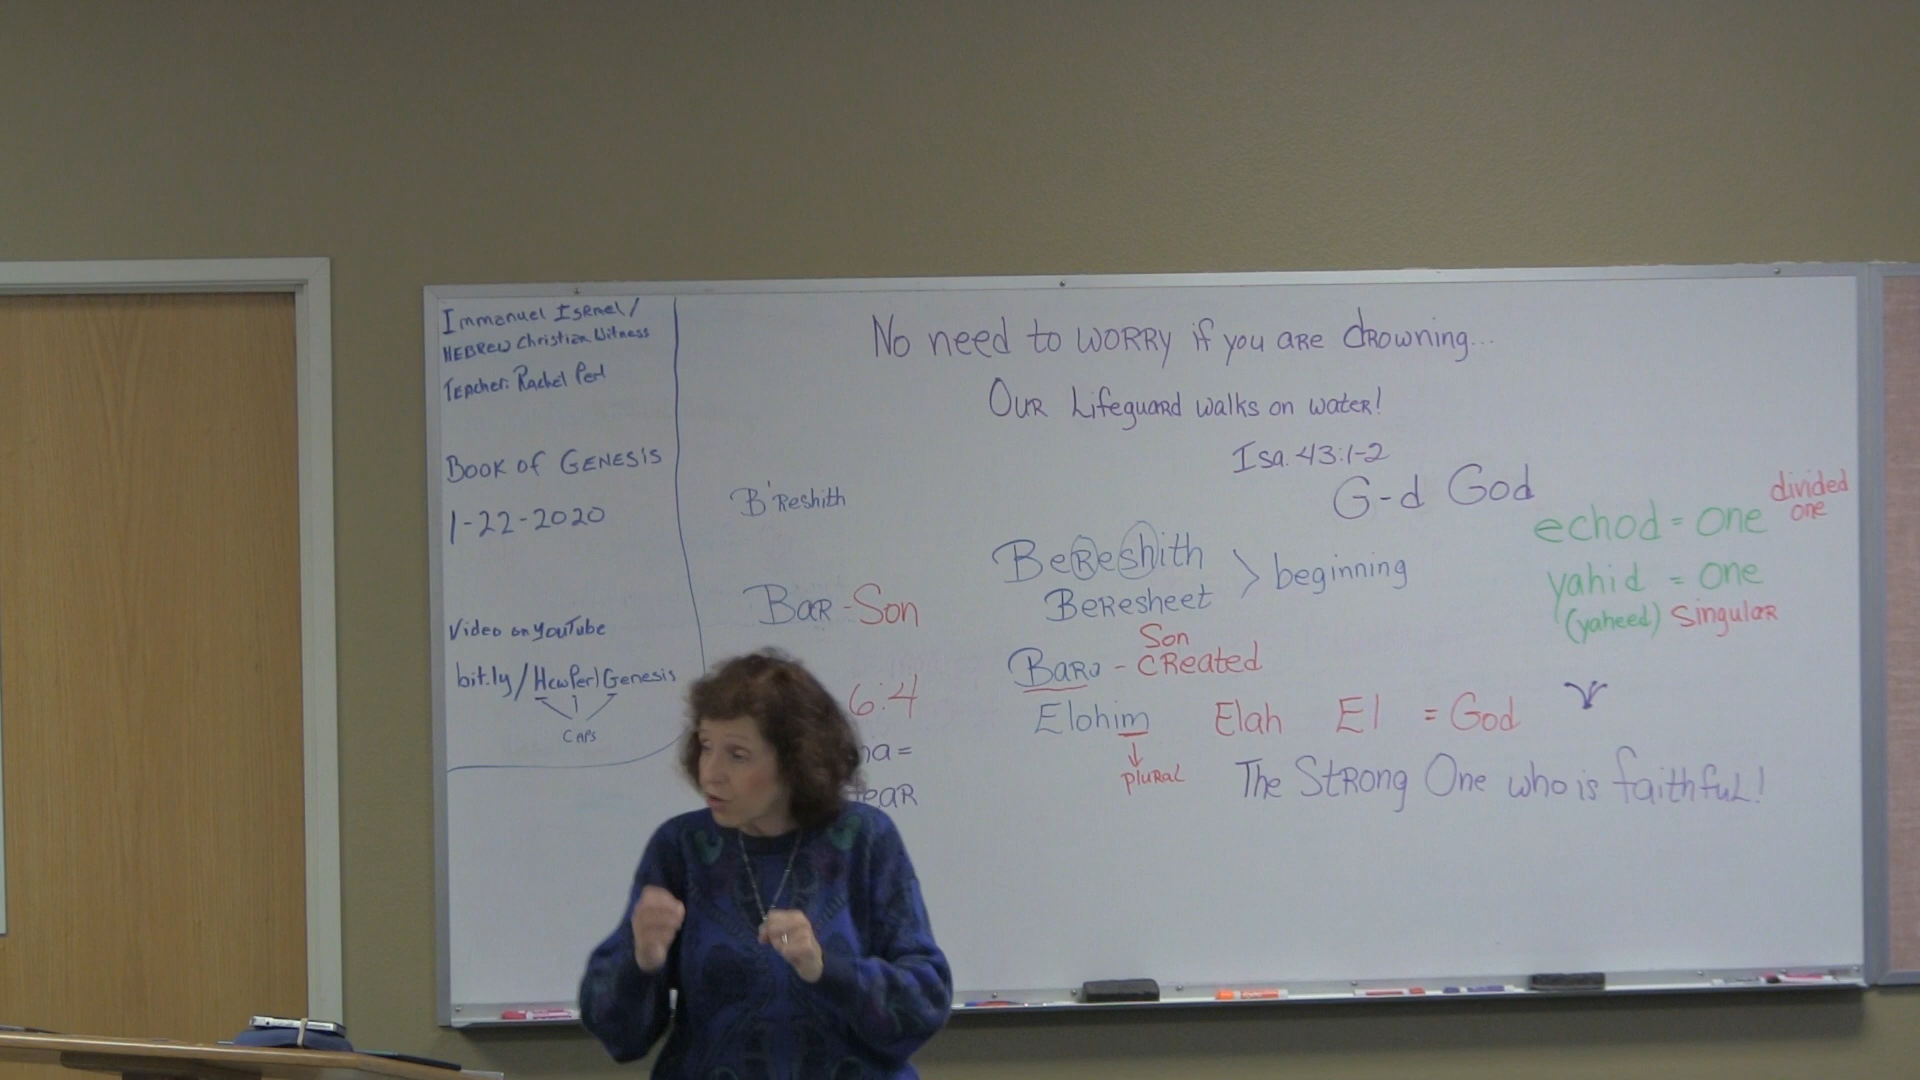 Immanuel Israel/
HEBREW Christian Witness
Teacher: Rachel Perl
BOOK of GENESIS
1-22-2020
Video on YouTube
bit.ly/HcwPerlGenesis
CAPS
No need to WORRY if you are drowning...
Our Lifeguard walks on water!
Isa. 43:1-2
G-d God
B'Reshith
BeReshith
Beresheet > beginning
echod = one divided one
yahid = one
(yaheed) Singular
Bar - Son
Son
Bara - created
6:4
Elohim Elah El = God
plural
The Strong One who is faithful!